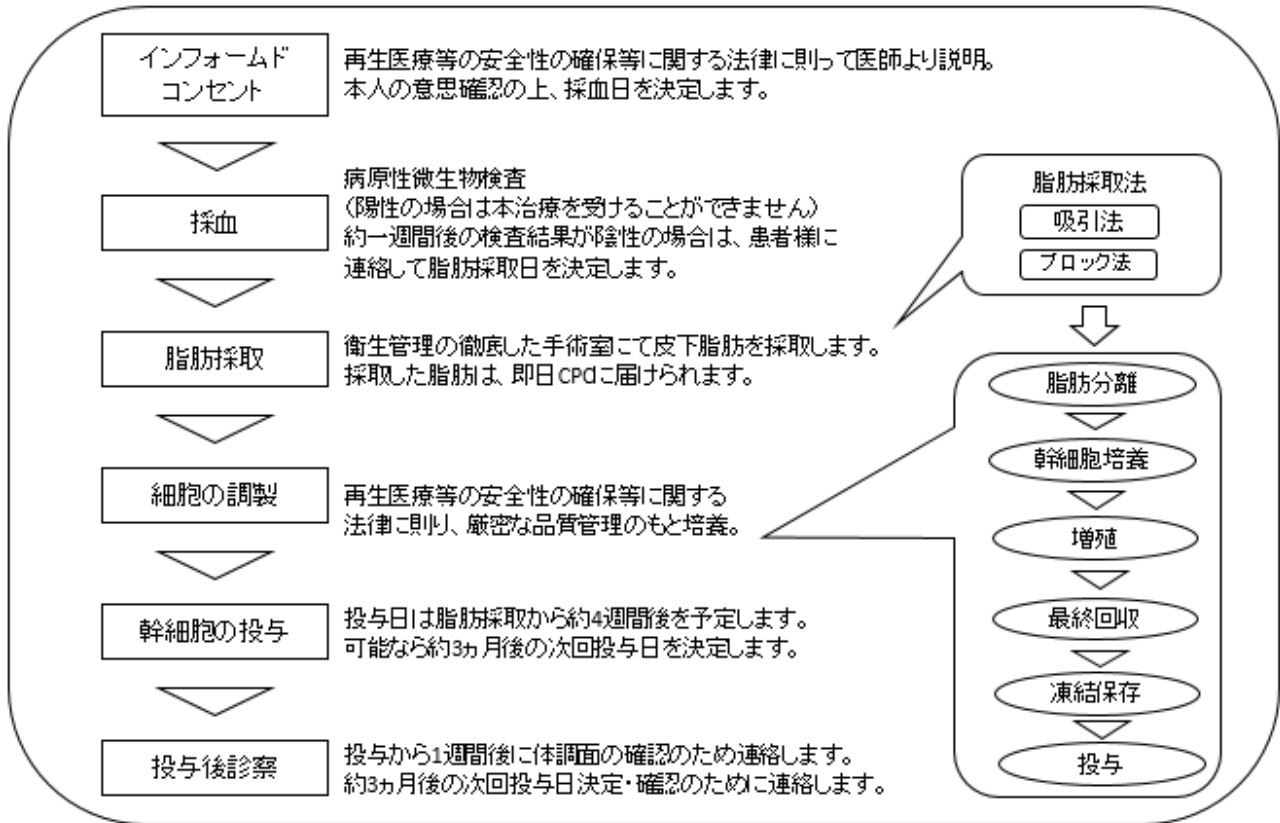 インフォームド
コンセント
再生医療等の安全性の確保等に関する法律に則って医師より説明。
本人の意思確認の上、採血日を決定します。
採血
病原性微生物検査
（陽性の場合は本治療を受けることができません）
約一週間後の検査結果が陰性の場合は、患者様に
連絡して脂肪採取日を決定します。
脂肪採取
衛生管理の徹底した手術室にて皮下脂肪を採取します。
採取した脂肪は、即日CPCに届けられます。
細胞の調製
再生医療等の安全性の確保等に関する
法律に則り、厳密な品質管理のもと培養。
幹細胞の投与
投与日は脂肪採取から約4週間後を予定します。
可能なら約3ヵ月後の次回投与日を決定します。
投与後診察
投与から1週間後に体調面の確認のため連絡します。
約3ヵ月後の次回投与日決定・確認のために連絡します。
脂肪採取法
吸引法
ブロック法
脂肪分離
幹細胞培養
増殖
最終回収
凍結保存
投与